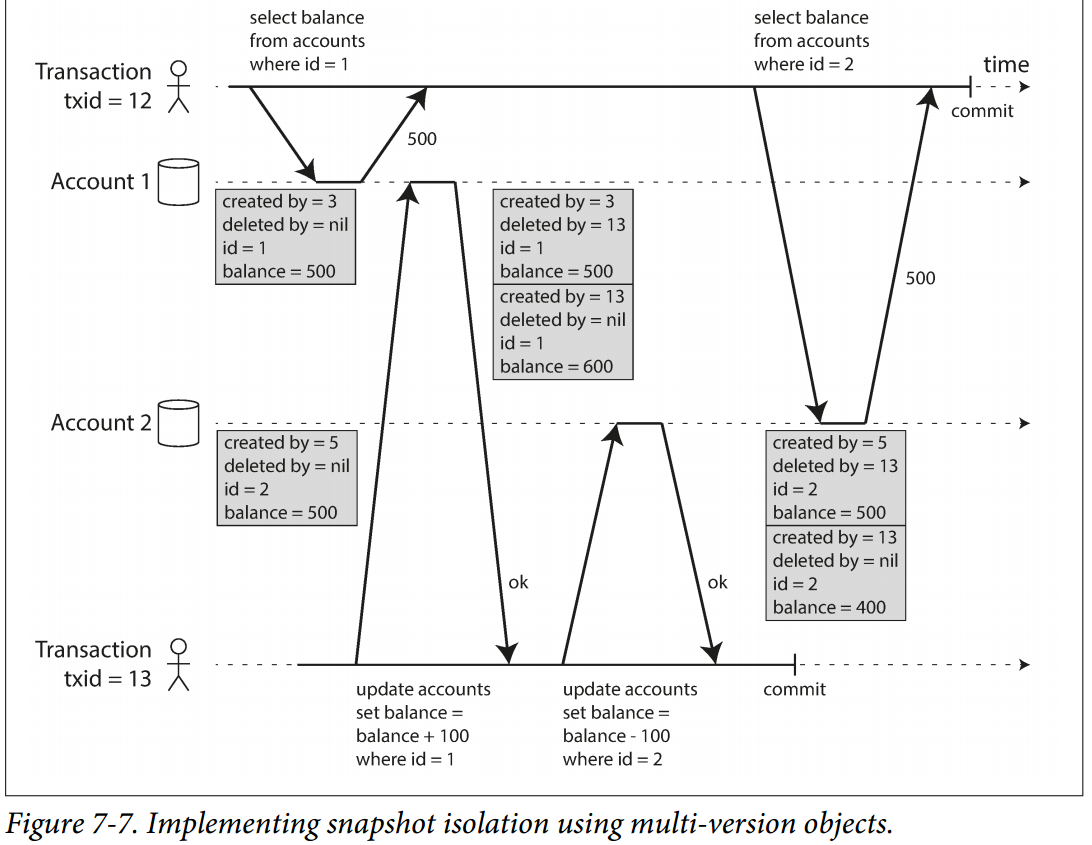 select balance
from accounts
where id = 1
select balance
from accounts
where id = 2
Transaction
txid = 12
time
commit
500
Account 1
created by = 3
deleted by = nil
id = 1
balance = 500
created by = 3
deleted by = 13
id = 1
balance = 500
created by = 13
deleted by = nil
id = 1
balance = 600
500
Account 2
created by = 5
deleted by = nil
id = 2
balance = 500
created by = 5
deleted by = 13
id = 2
balance = 500
created by = 13
deleted by = nil
id = 2
balance = 400
ok
ok
Transaction
txid = 13
commit
update accounts
set balance =
balance + 100
where id = 1
update accounts
set balance =
balance - 100
where id = 2
Figure 7-7. Implementing snapshot isolation using multi-version objects.